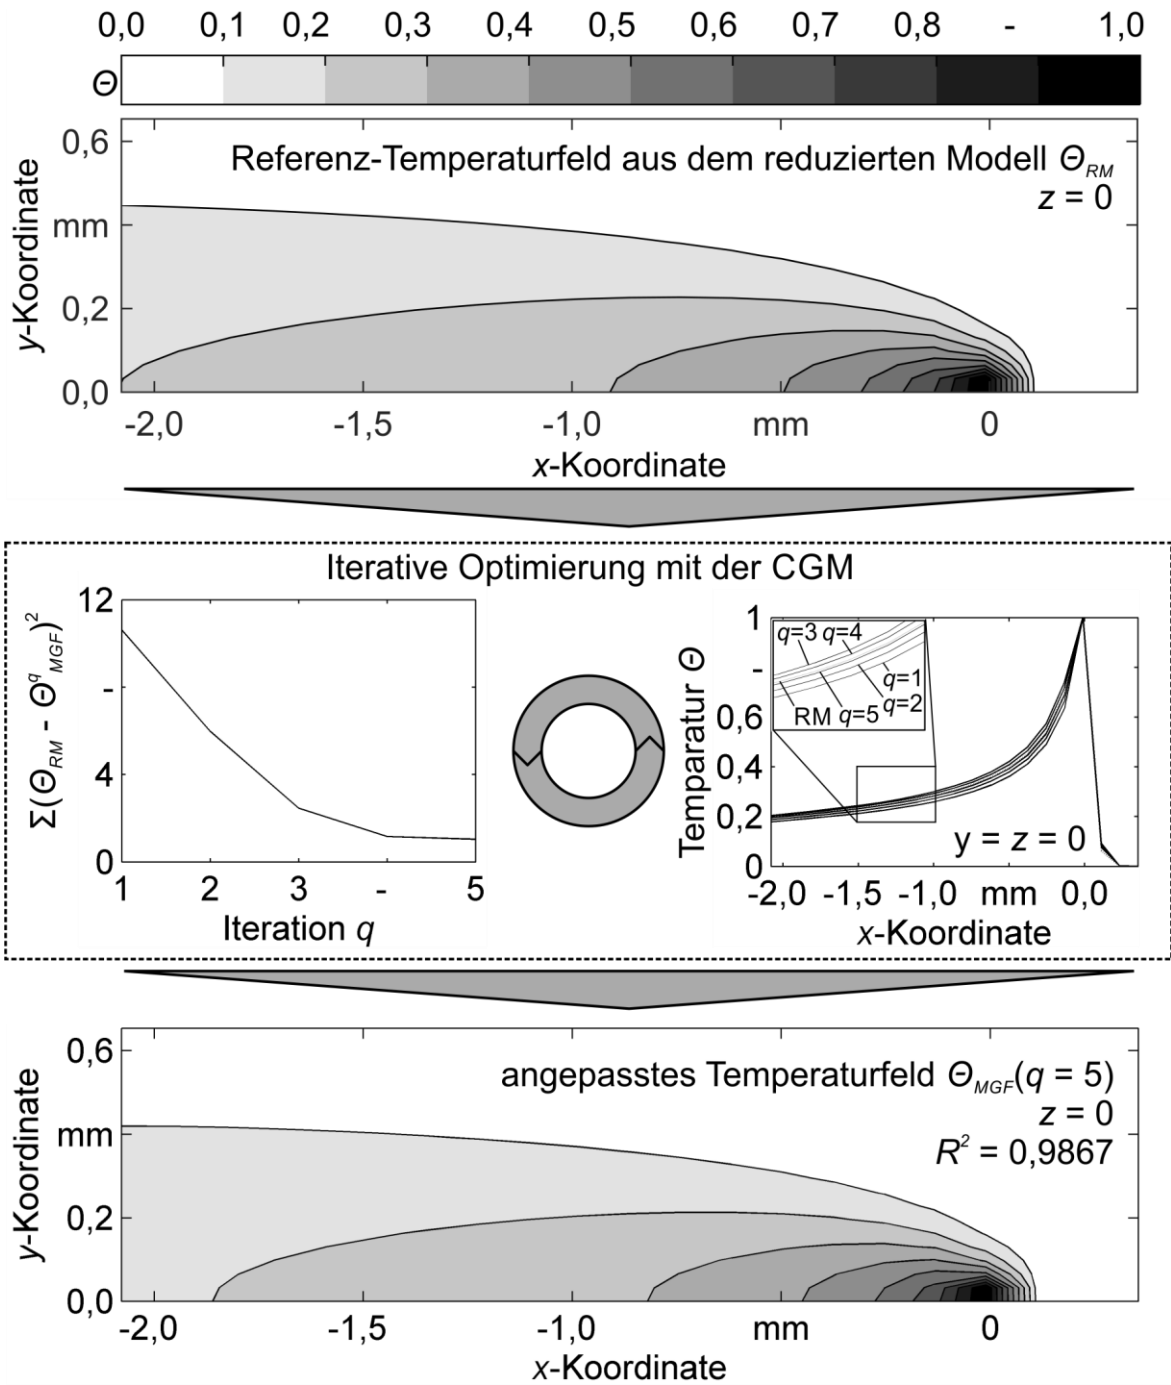 0,0 0,1 0,2 0,3 0,4 0,5 0,6 0,7 0,8 - 1,0
Θ
Referenz-Temperaturfeld aus dem reduzierten Modell Θ_RM
z = 0
y-Koordinate
0,6
mm
0,2
0,0
-2,0 -1,5 -1,0 mm 0
x-Koordinate
Iterative Optimierung mit der CGM
Σ(Θ_RM - Θ^q_MGF)²
12
-
4
0
1 2 3 - 5
Iteration q
Temparatur Θ
1
-
0,6
0,4
0,2
0
q=3 q=4
q=1
q=2
RM q=5
y = z = 0
-2,0 -1,5 -1,0 mm 0,0
x-Koordinate
angepasstes Temperaturfeld Θ_MGF(q = 5)
z = 0
R² = 0,9867
y-Koordinate
0,6
mm
0,2
0,0
-2,0 -1,5 -1,0 mm 0
x-Koordinate